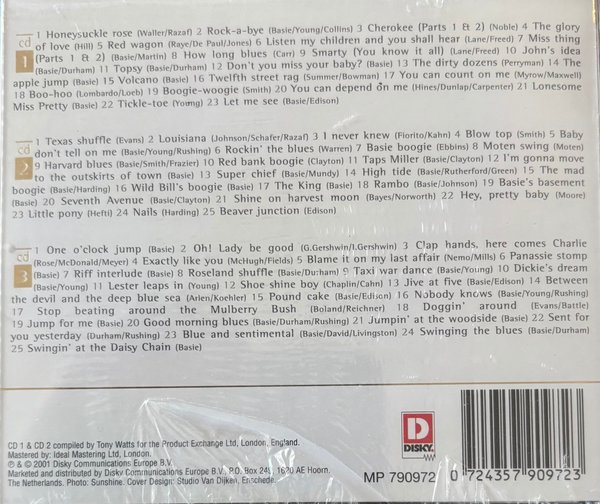 1 Honeysuckle rose (Waller/Razaf) 2 Rock-a-bye (Basie/Young/Collins) 3 Cherokee (Parts 1 & 2) (Noble) 4 The glory
cd of love (Hill) 5 Red wagon (Raye/De Paul/Jones) 6 Listen my children and you shall hear (Lane/Freed) 7 Miss thing
1 (Parts 1 & 2) (Basie/Martin) 8 How long blues (Carr) 9 Smarty (You know it all) (Lane/Freed) 10 John's idea
(Basie/Durham) 11 Topsy (Basie/Durham) 12 Don't you miss your baby? (Basie) 13 The dirty dozens (Perryman) 14 The
apple jump (Basie) 15 Volcano (Basie) 16 Twelfth street rag (Summer/Bowman) 17 You can count on me (Myrow/Maxwell)
18 Boo-hoo (Lombardo/Loeb) 19 Boogie-woogie (Smith) 20 You can depend on me (Hines/Dunlap/Carpenter) 21 Lonesome
Miss Pretty (Basie) 22 Tickle-toe (Young) 23 Let me see (Basie/Edison)
1 Texas shuffle (Evans) 2 Louisiana (Johnson/Schafer/Razaf) 3 I never knew (Fiorito/Kahn) 4 Blow top (Smith) 5 Baby
cd don't tell on me (Basie/Young/Rushing) 6 Rockin' the blues (Warren) 7 Basie boogie (Ebbins) 8 Moten swing (Moten)
2 9 Harvard blues (Basie/Smith/Frazier) 10 Red bank boogie (Clayton) 11 Taps Miller (Basie/Clayton) 12 I'm gonna move
to the outskirts of town (Basie) 13 Super chief (Basie/Mundy) 14 High tide (Basie/Rutherford/Green) 15 The mad
boogie (Basie/Harding) 16 Wild Bill's boogie (Basie) 17 The King (Basie) 18 Rambo (Basie/Johnson) 19 Basie's basement
(Basie) 20 Seventh Avenue (Basie/Clayton) 21 Shine on harvest moon (Bayes/Norworth) 22 Hey, pretty baby (Moore)
23 Little pony (Hefti) 24 Nails (Harding) 25 Beaver junction (Edison)
1 One o'clock jump (Basie) 2 Oh! Lady be good (G.Gershwin/I.Gershwin) 3 Clap hands, here comes Charlie
cd (Rose/McDonald/Meyer) 4 Exactly like you (McHugh/Fields) 5 Blame it on my last affair (Nemo/Mills) 6 Panassie stomp
3 (Basie) 7 Riff interlude (Basie) 8 Roseland shuffle (Basie/Durham) 9 Taxi war dance (Basie/Young) 10 Dickie's dream
(Basie/Young) 11 Lester leaps in (Young) 12 Shoe shine boy (Chaplin/Cahn) 13 Jive at five (Basie/Edison) 14 Between
the devil and the deep blue sea (Arlen/Koehler) 15 Pound cake (Basie/Edison) 16 Nobody knows (Basie/Young/Rushing)
17 Stop beating around the Mulberry Bush (Boland/Reichner) 18 Doggin' around (Evans/Battle)
19 Jump for me (Basie) 20 Good morning blues (Basie/Durham/Rushing) 21 Jumpin' at the woodside (Basie) 22 Sent for
you yesterday (Durham/Rushing) 23 Blue and sentimental (Basie/David/Livingston) 24 Swinging the blues (Basie/Durham)
25 Swingin' at the Daisy Chain (Basie)
CD 1 & CD 2 compiled by Tony Watts for the Product Exchange Ltd, London, England.
Mastered by: Ideal Mastering Ltd, London.
℗ & © 2001 Disky Communications Europe B.V.
Marketed and distributed by Disky Communications Europe B.V. P.O. Box 249, 1620 AE Hoorn,
The Netherlands. Photo: Sunshine. Cover Design: Studio Van Dijken, Enschede.
D
DISKY.
MP 790972
0 724357 909723